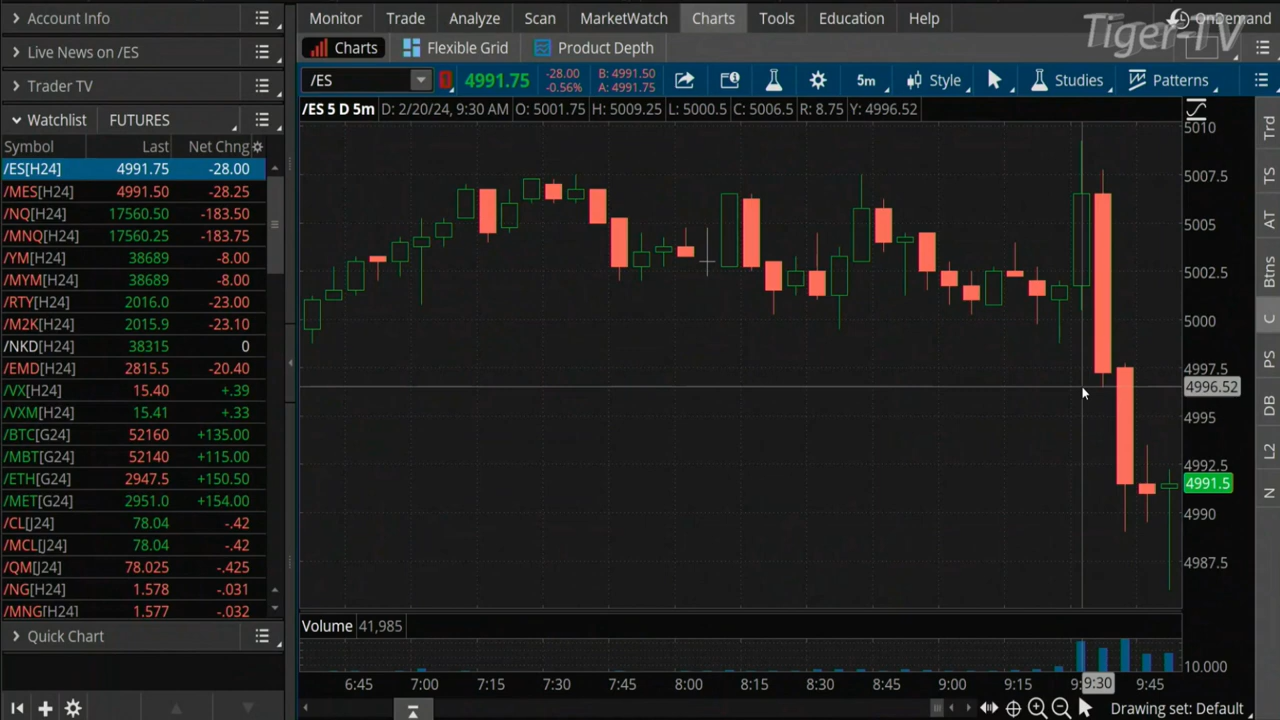 Account Info
Live News on /ES
Trader TV
Watchlist FUTURES
Symbol Last Net Chng
/ES[H24] 4991.75 -28.00
/MES[H24] 4991.50 -28.25
/NQ[H24] 17560.50 -183.50
/MNQ[H24] 17560.25 -183.75
/YM[H24] 38689 -8.00
/MYM[H24] 38689 -8.00
/RTY[H24] 2016.0 -23.00
/M2K[H24] 2015.9 -23.10
/NKD[H24] 38315 0
/EMD[H24] 2815.5 -20.40
/VX[H24] 15.40 +.39
/VXM[H24] 15.41 +.33
/BTC[G24] 52160 +135.00
/MBT[G24] 52140 +115.00
/ETH[G24] 2947.5 +150.50
/MET[G24] 2951.0 +154.00
/CL[J24] 78.04 -.42
/MCL[J24] 78.04 -.42
/QM[J24] 78.025 -.425
/NG[H24] 1.578 -.031
/MNG[H24] 1.577 -.032
Quick Chart
Monitor Trade Analyze Scan MarketWatch Charts Tools Education Help
OnDemand
Tiger-TV
Charts Flexible Grid Product Depth
/ES 4991.75 -28.00 B: 4991.50 5m Style Studies Patterns
-0.56% A: 4991.75
/ES 5 D 5m D: 2/20/24, 9:30 AM O: 5001.75 H: 5009.25 L: 5000.5 C: 5006.5 R: 8.75 Y: 4996.52
5010
5007.5
5005
5002.5
5000
4997.5
4996.52
4995
4992.5
4991.5
4990
4987.5
Volume 41,985
10.000
6:45 7:00 7:15 7:30 7:45 8:00 8:15 8:30 8:45 9:00 9:15 9:30 9:45
Drawing set: Default
Trd
TS
AT
Btns
C
PS
DB
L2
N